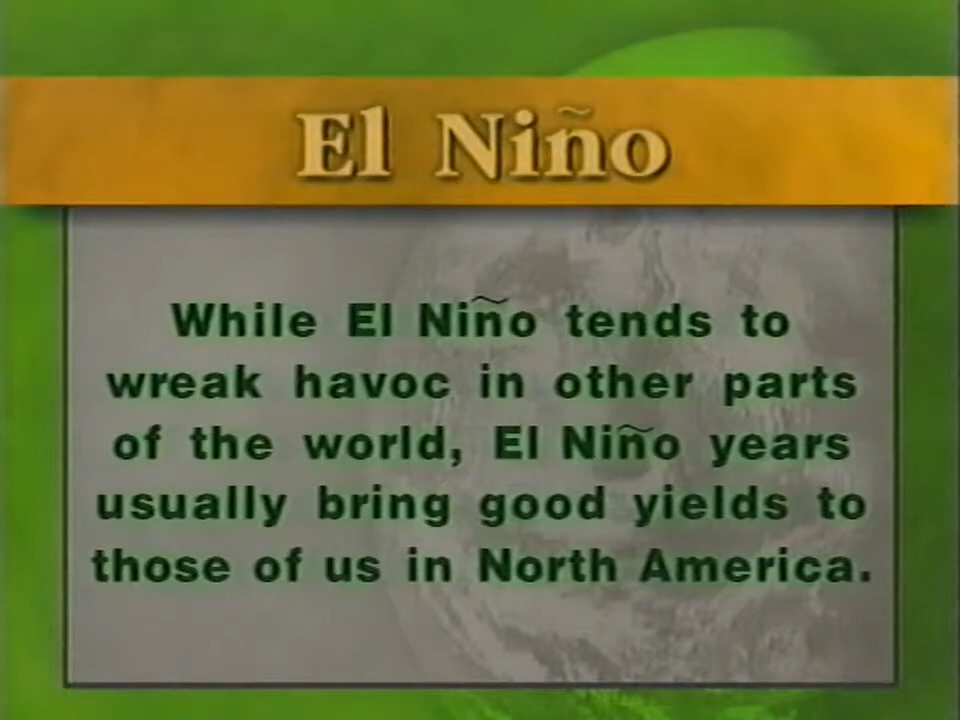 El Niño
While El Niño tends to
wreak havoc in other parts
of the world, El Niño years
usually bring good yields to
those of us in North America.